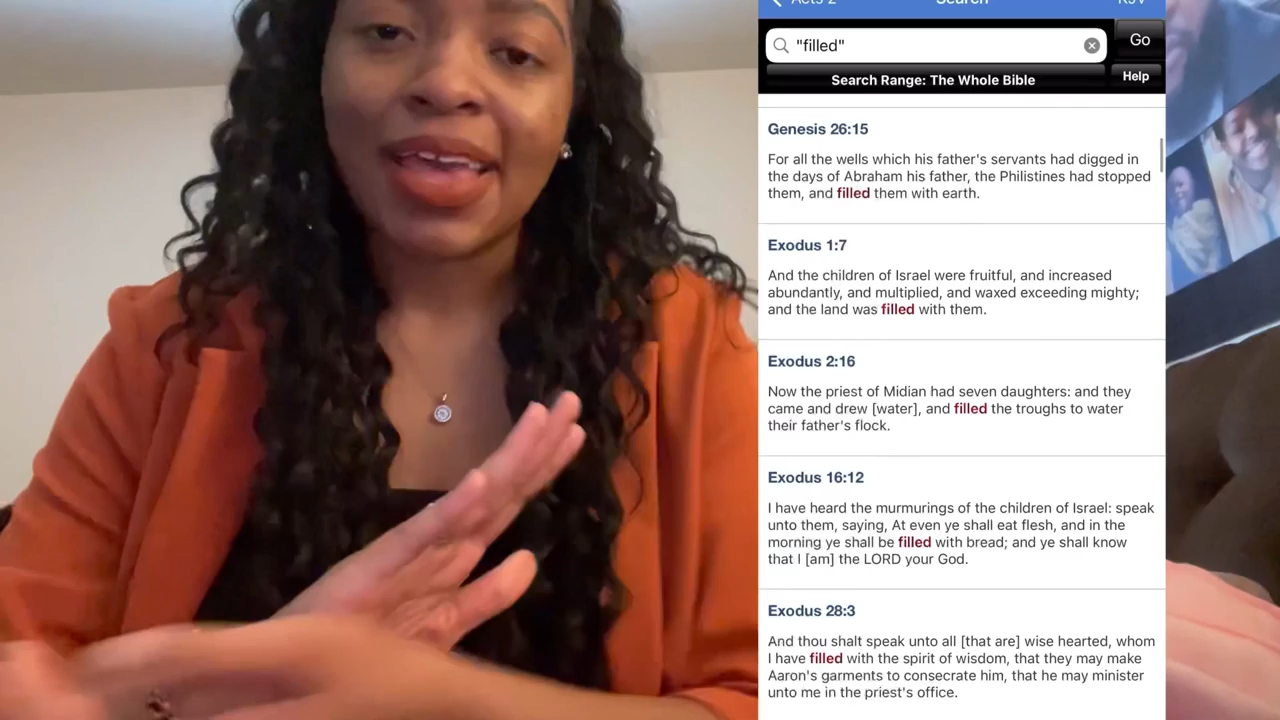 Acts 2 Search KJV
"filled" Go
Search Range: The Whole Bible Help
Genesis 26:15
For all the wells which his father's servants had digged in
the days of Abraham his father, the Philistines had stopped
them, and filled them with earth.
Exodus 1:7
And the children of Israel were fruitful, and increased
abundantly, and multiplied, and waxed exceeding mighty;
and the land was filled with them.
Exodus 2:16
Now the priest of Midian had seven daughters: and they
came and drew [water], and filled the troughs to water
their father's flock.
Exodus 16:12
I have heard the murmurings of the children of Israel: speak
unto them, saying, At even ye shall eat flesh, and in the
morning ye shall be filled with bread; and ye shall know
that I [am] the LORD your God.
Exodus 28:3
And thou shalt speak unto all [that are] wise hearted, whom
I have filled with the spirit of wisdom, that they may make
Aaron's garments to consecrate him, that he may minister
unto me in the priest's office.